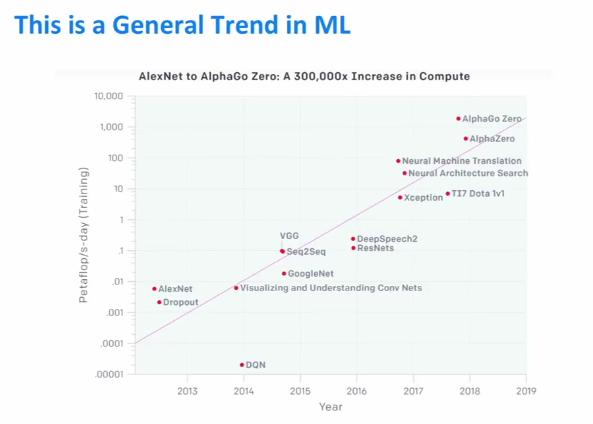 This is a General Trend in ML
AlexNet to AlphaGo Zero: A 300,000x Increase in Compute
Petaflop/s-day (Training)
10,000
1,000
100
10
1
.1
.01
.001
.0001
.00001
AlphaGo Zero
AlphaZero
Neural Machine Translation
Neural Architecture Search
Xception
TI7 Dota 1v1
VGG
Seq2Seq
DeepSpeech2
ResNets
GoogleNet
AlexNet
Visualizing and Understanding Conv Nets
Dropout
DQN
2013
2014
2015
2016
2017
2018
2019
Year